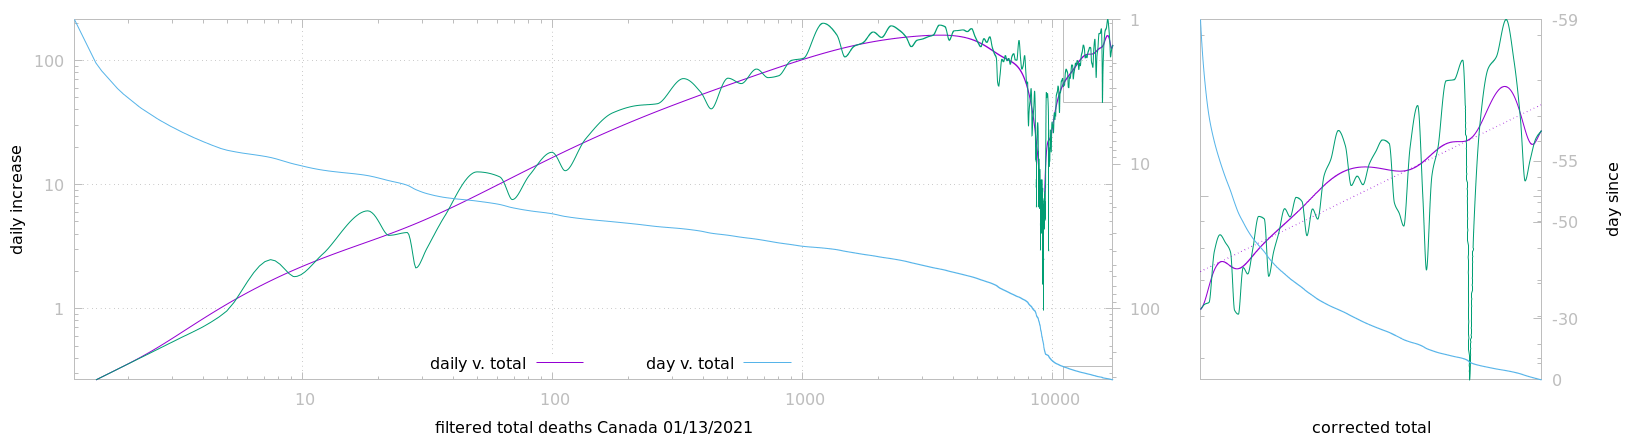 100
10
1
daily increase
daily v. total
day v. total
10
100
1000
10000
filtered total deaths Canada 01/13/2021
1
10
100
-59
-55
-50
-30
0
day since
corrected total